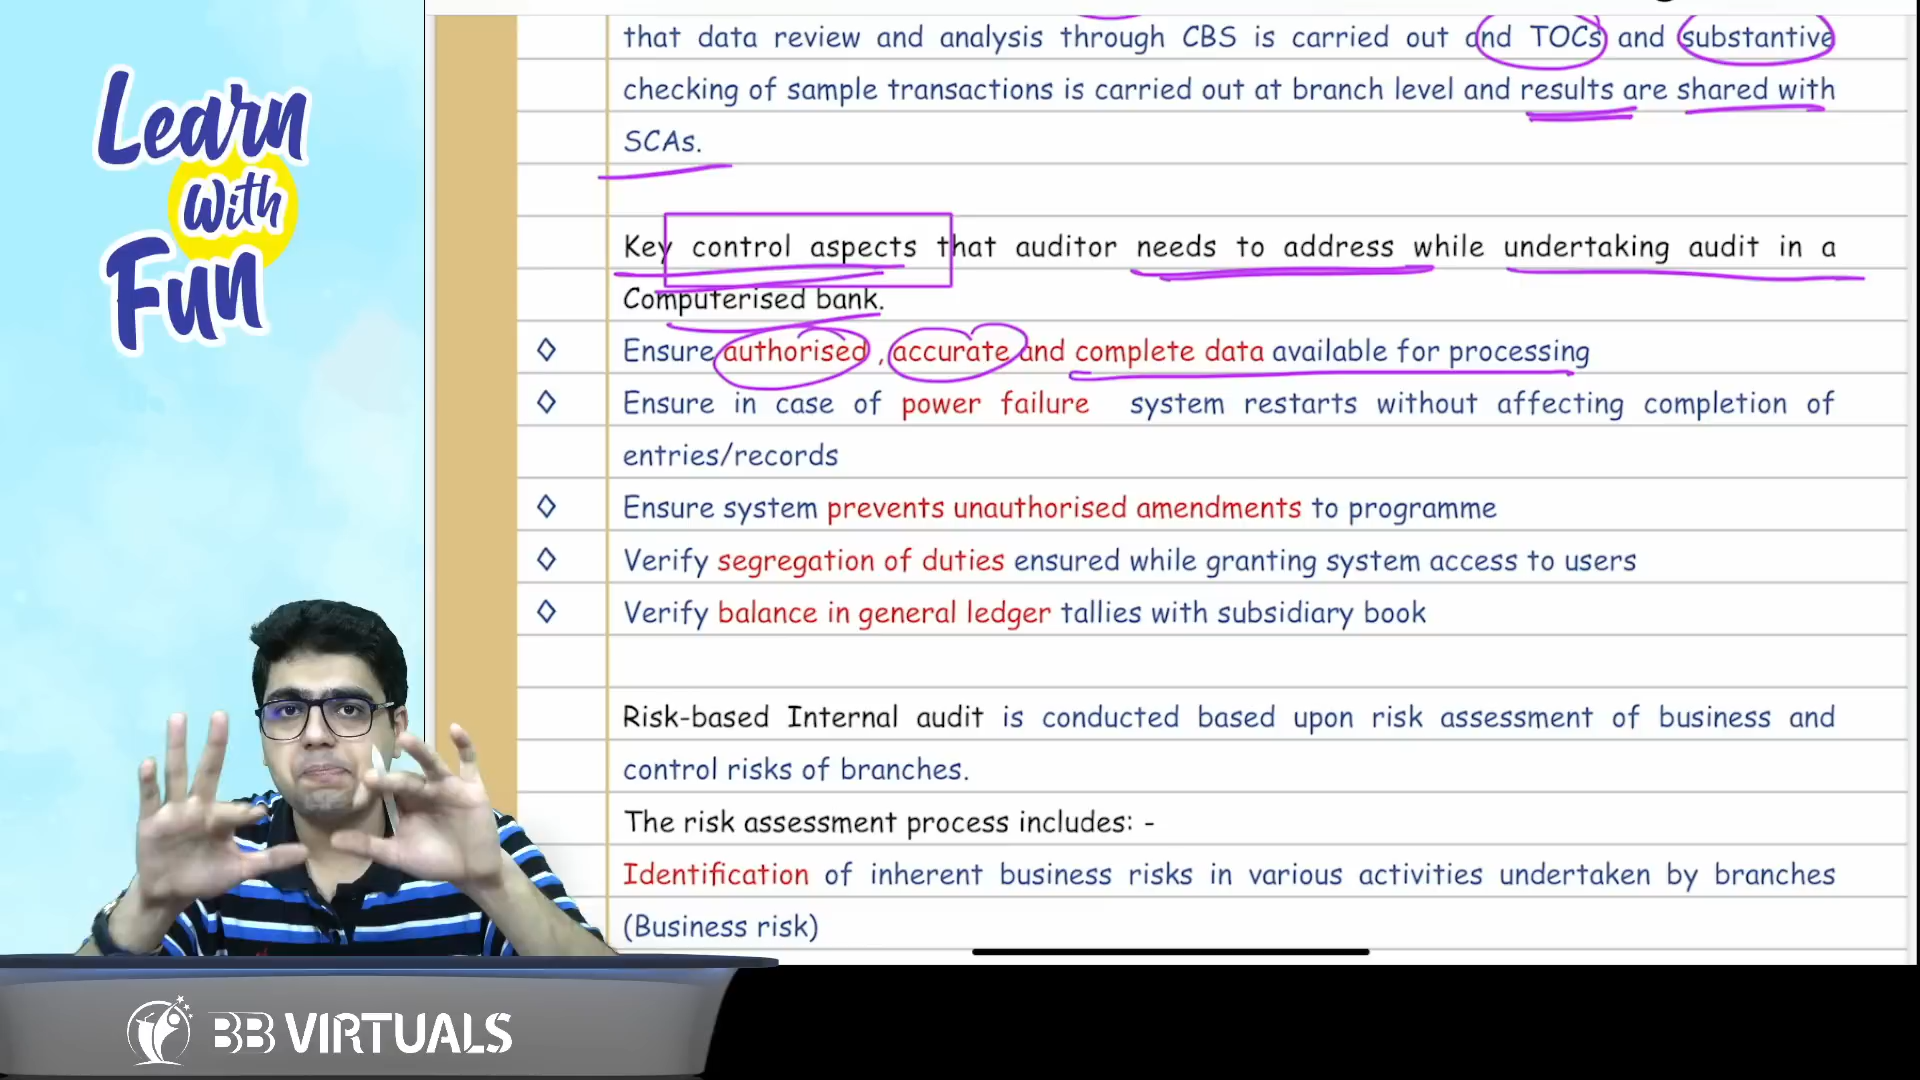 Learn
With
Fun
that data review and analysis through CBS is carried out and TOCs and substantive
checking of sample transactions is carried out at branch level and results are shared with
SCAs.
Key control aspects that auditor needs to address while undertaking audit in a
Computerised bank.
◇ Ensure authorised , accurate and complete data available for processing
◇ Ensure in case of power failure system restarts without affecting completion of
entries/records
◇ Ensure system prevents unauthorised amendments to programme
◇ Verify segregation of duties ensured while granting system access to users
◇ Verify balance in general ledger tallies with subsidiary book
Risk-based Internal audit is conducted based upon risk assessment of business and
control risks of branches.
The risk assessment process includes: -
Identification of inherent business risks in various activities undertaken by branches
(Business risk)
BB VIRTUALS